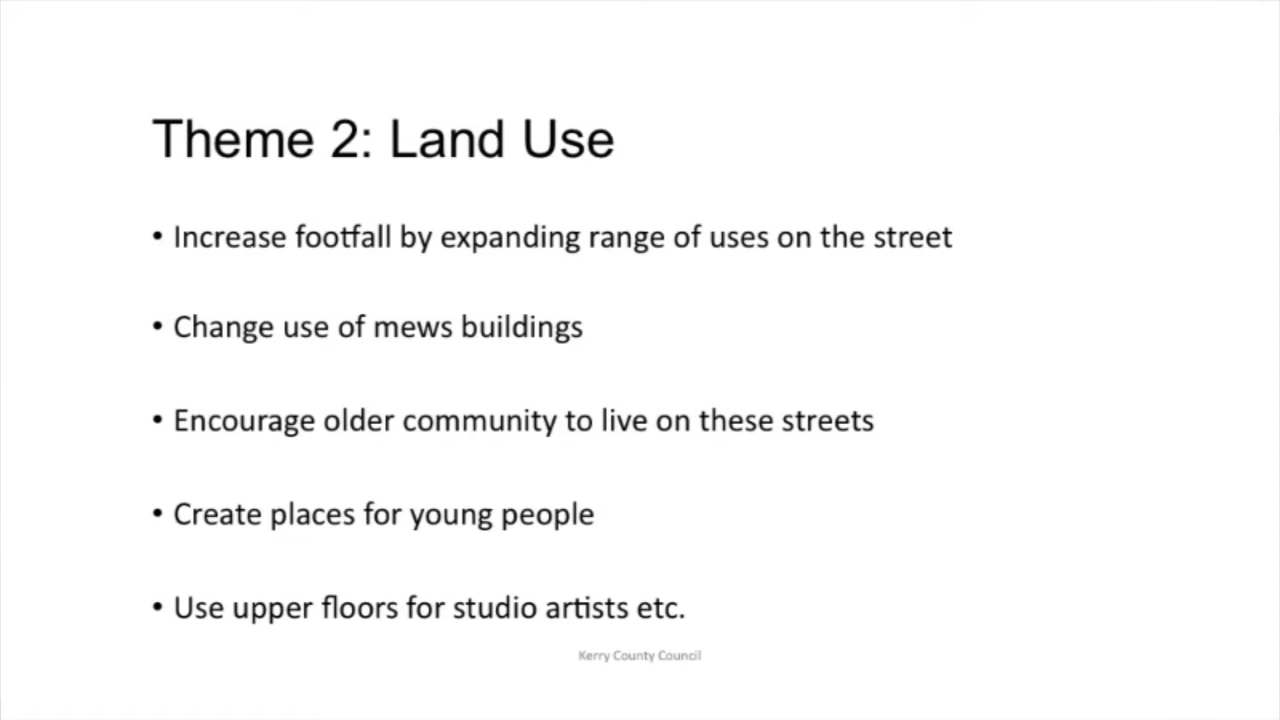 Theme 2: Land Use
• Increase footfall by expanding range of uses on the street
• Change use of mews buildings
• Encourage older community to live on these streets
• Create places for young people
• Use upper floors for studio artists etc.
Kerry County Council